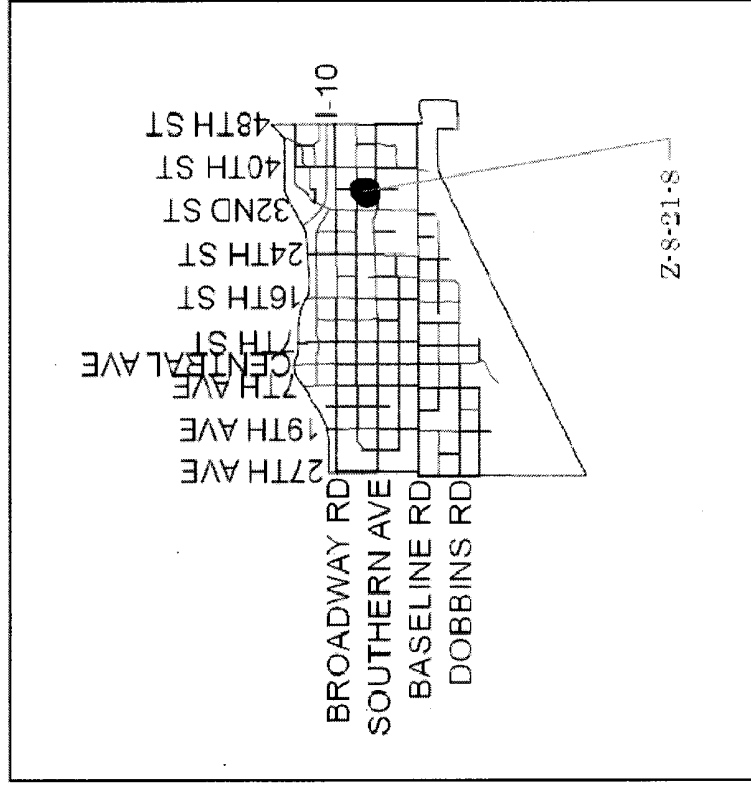 27TH AVE
19TH AVE
7TH AVE
CENTRAL AVE
7TH ST
16TH ST
24TH ST
32ND ST
40TH ST
48TH ST
I-10
BROADWAY RD
SOUTHERN AVE
BASELINE RD
DOBBINS RD
Z-8-21-8